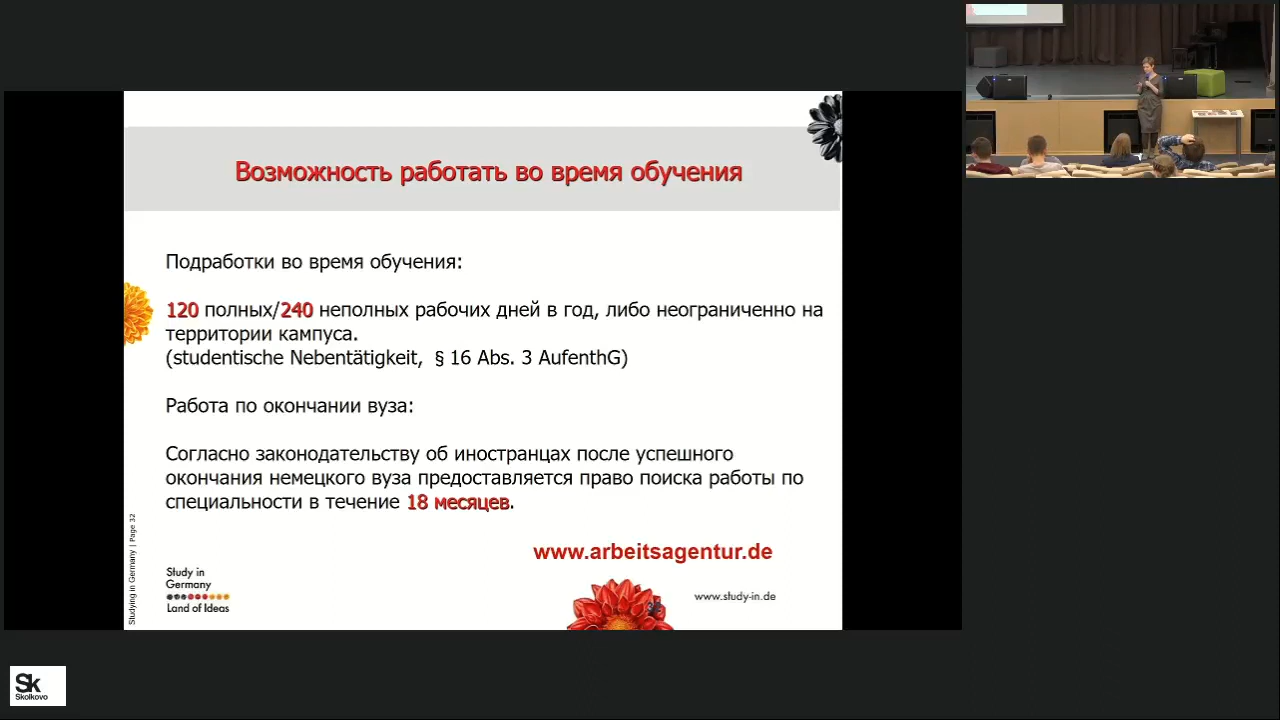 Возможность работать во время обучения
Подработки во время обучения:
120 полных/240 неполных рабочих дней в год, либо неограниченно на
территории кампуса.
(studentische Nebentätigkeit, § 16 Abs. 3 AufenthG)
Работа по окончании вуза:
Согласно законодательству об иностранцах после успешного
окончания немецкого вуза предоставляется право поиска работы по
специальности в течение 18 месяцев.
www.arbeitsagentur.de
Studying in Germany | Page 32
Study in
Germany
Land of Ideas
www.study-in.de
Sk
Skolkovo